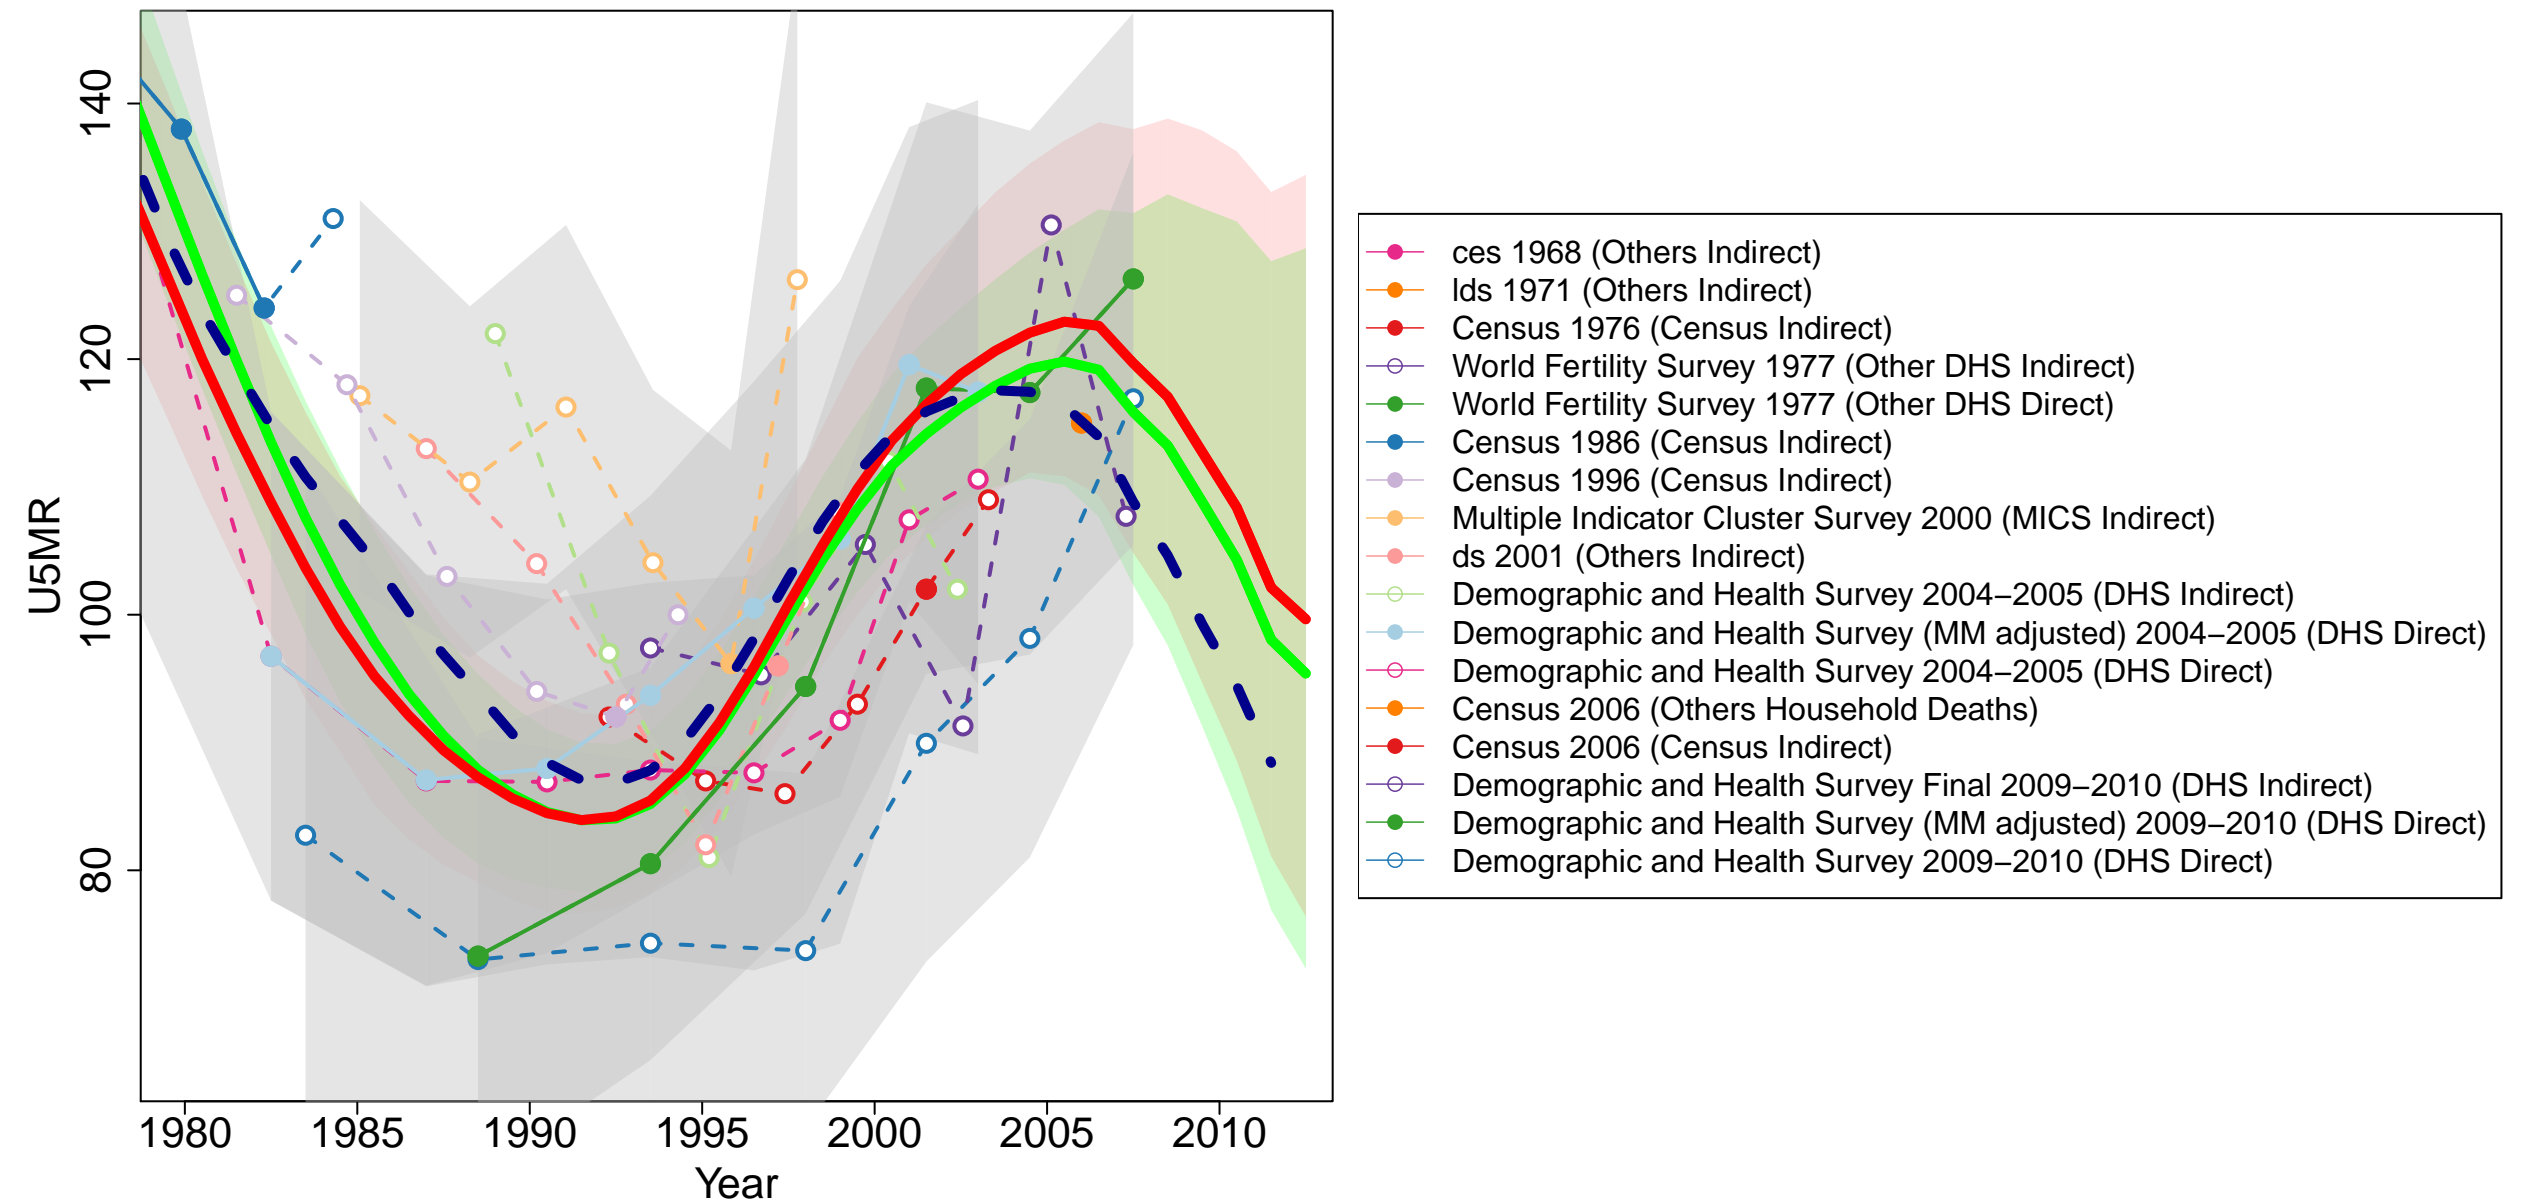 140
120
100
80
U5MR
1980 1985 1990 1995 2000 2005 2010
Year
ces 1968 (Others Indirect)
lds 1971 (Others Indirect)
Census 1976 (Census Indirect)
World Fertility Survey 1977 (Other DHS Indirect)
World Fertility Survey 1977 (Other DHS Direct)
Census 1986 (Census Indirect)
Census 1996 (Census Indirect)
Multiple Indicator Cluster Survey 2000 (MICS Indirect)
ds 2001 (Others Indirect)
Demographic and Health Survey 2004−2005 (DHS Indirect)
Demographic and Health Survey (MM adjusted) 2004−2005 (DHS Direct)
Demographic and Health Survey 2004−2005 (DHS Direct)
Census 2006 (Others Household Deaths)
Census 2006 (Census Indirect)
Demographic and Health Survey Final 2009−2010 (DHS Indirect)
Demographic and Health Survey (MM adjusted) 2009−2010 (DHS Direct)
Demographic and Health Survey 2009−2010 (DHS Direct)